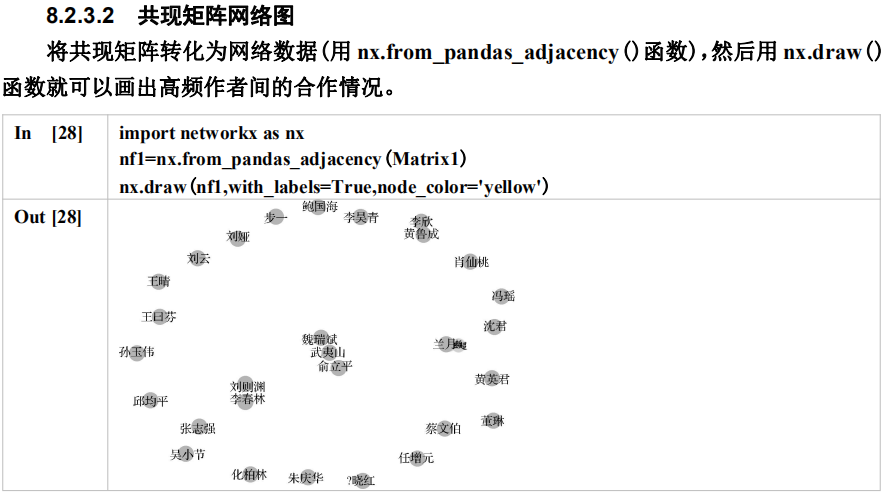 8.2.3.2 共现矩阵网络图
将共现矩阵转化为网络数据(用 nx.from_pandas_adjacency()函数),然后用 nx.draw()
函数就可以画出高频作者间的合作情况。
In [28]
import networkx as nx
nf1=nx.from_pandas_adjacency(Matrix1)
nx.draw(nf1,with_labels=True,node_color='yellow')
Out [28]
鲍国海
步一
李昊青
李欣
黄鲁成
刘娅
刘云
肖仙桃
王晴
冯瑶
王曰芬
沈君
魏瑞斌
武夷山
俞立平
兰月
孙玉伟
刘则渊
李春林
黄英君
邱均平
张志强
蔡文伯
董琳
吴小节
任增元
化柏林
朱庆华
?晓红